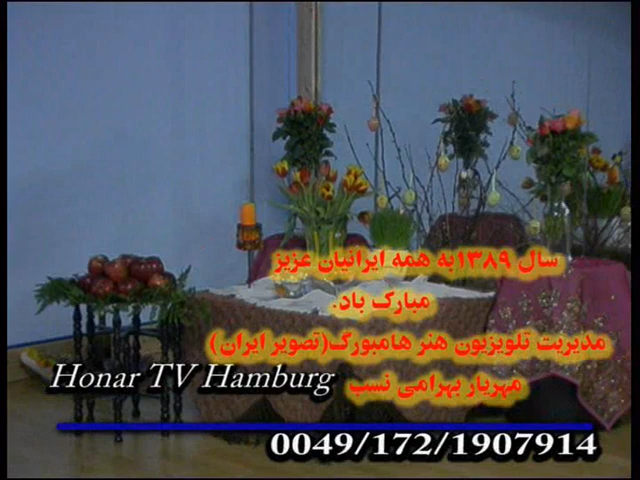 سال ۱۳۸۹به همه ایرانیان عزیز
مبارک باد.
مدیریت تلویزیون هنر هامبورگ(تصویر ایران)
مهریار بهرامی نسب
Honar TV Hamburg
0049/172/1907914